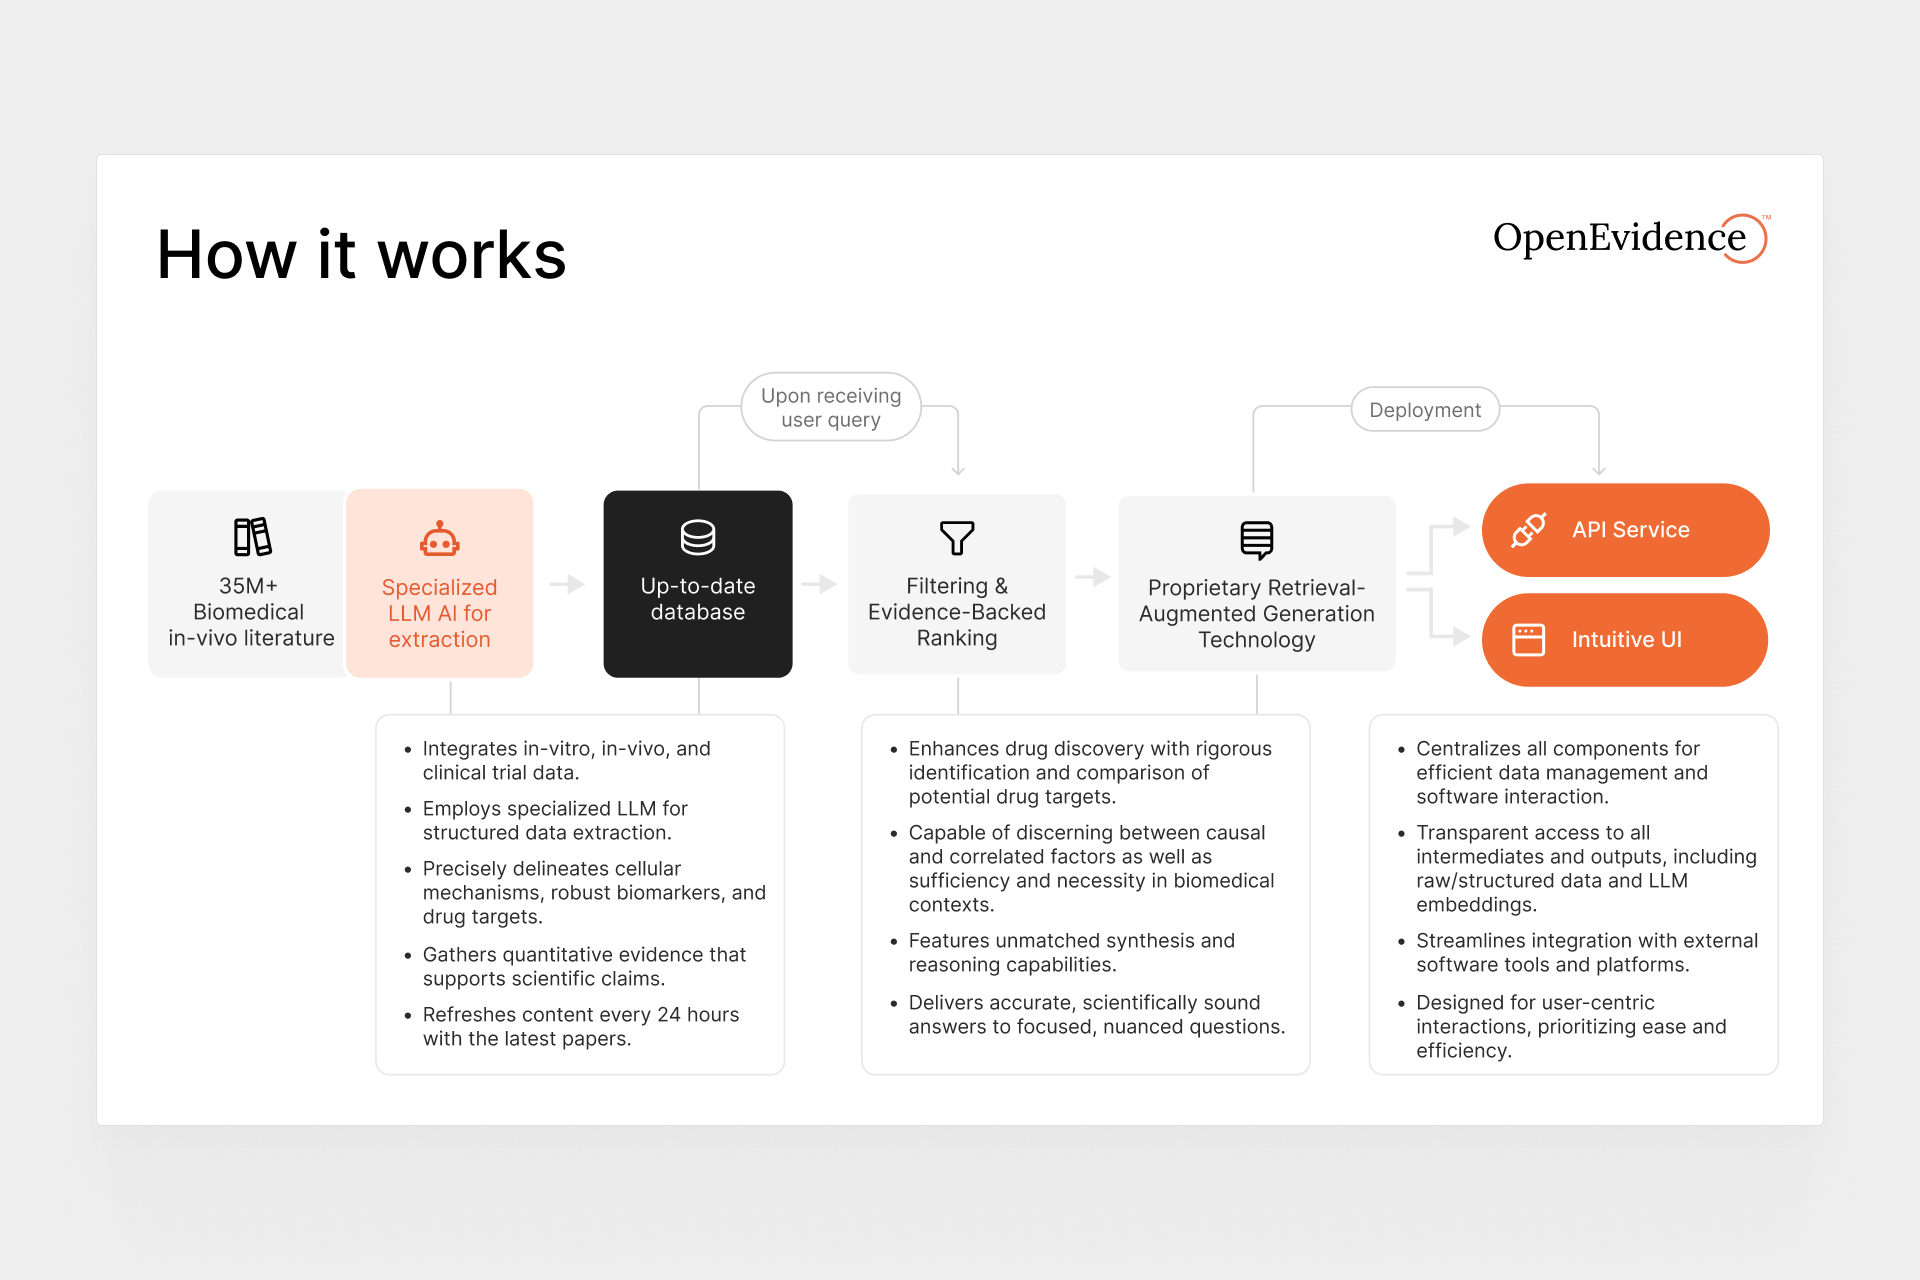 How it works
OpenEvidence™
Upon receiving
user query
Deployment
35M+
Biomedical
in-vivo literature
Specialized
LLM AI for
extraction
Up-to-date
database
Filtering &
Evidence-Backed
Ranking
Proprietary Retrieval-
Augmented Generation
Technology
API Service
Intuitive UI
• Integrates in-vitro, in-vivo, and
clinical trial data.
• Employs specialized LLM for
structured data extraction.
• Precisely delineates cellular
mechanisms, robust biomarkers, and
drug targets.
• Gathers quantitative evidence that
supports scientific claims.
• Refreshes content every 24 hours
with the latest papers.
• Enhances drug discovery with rigorous
identification and comparison of
potential drug targets.
• Capable of discerning between causal
and correlated factors as well as
sufficiency and necessity in biomedical
contexts.
• Features unmatched synthesis and
reasoning capabilities.
• Delivers accurate, scientifically sound
answers to focused, nuanced questions.
• Centralizes all components for
efficient data management and
software interaction.
• Transparent access to all
intermediates and outputs, including
raw/structured data and LLM
embeddings.
• Streamlines integration with external
software tools and platforms.
• Designed for user-centric
interactions, prioritizing ease and
efficiency.